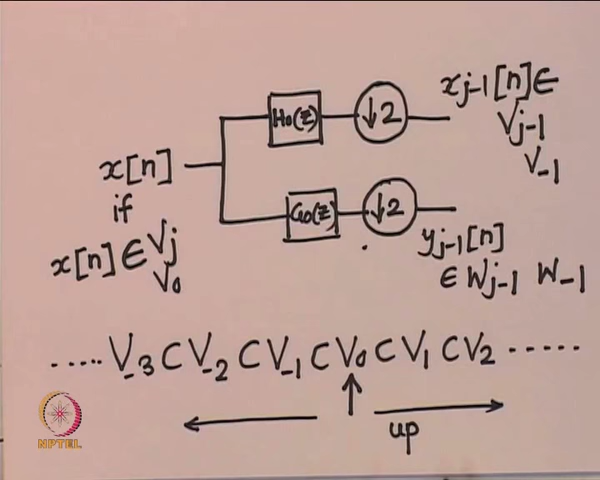 x[n]
if
x[n] ∈ Vj
V0
H0(z)
↓2
xj-1[n] ∈
Vj-1
V-1
G0(z)
↓2
yj-1[n]
∈ Wj-1 W-1
..... V-3 ⊂ V-2 ⊂ V-1 ⊂ V0 ⊂ V1 ⊂ V2 .....
up
NPTEL